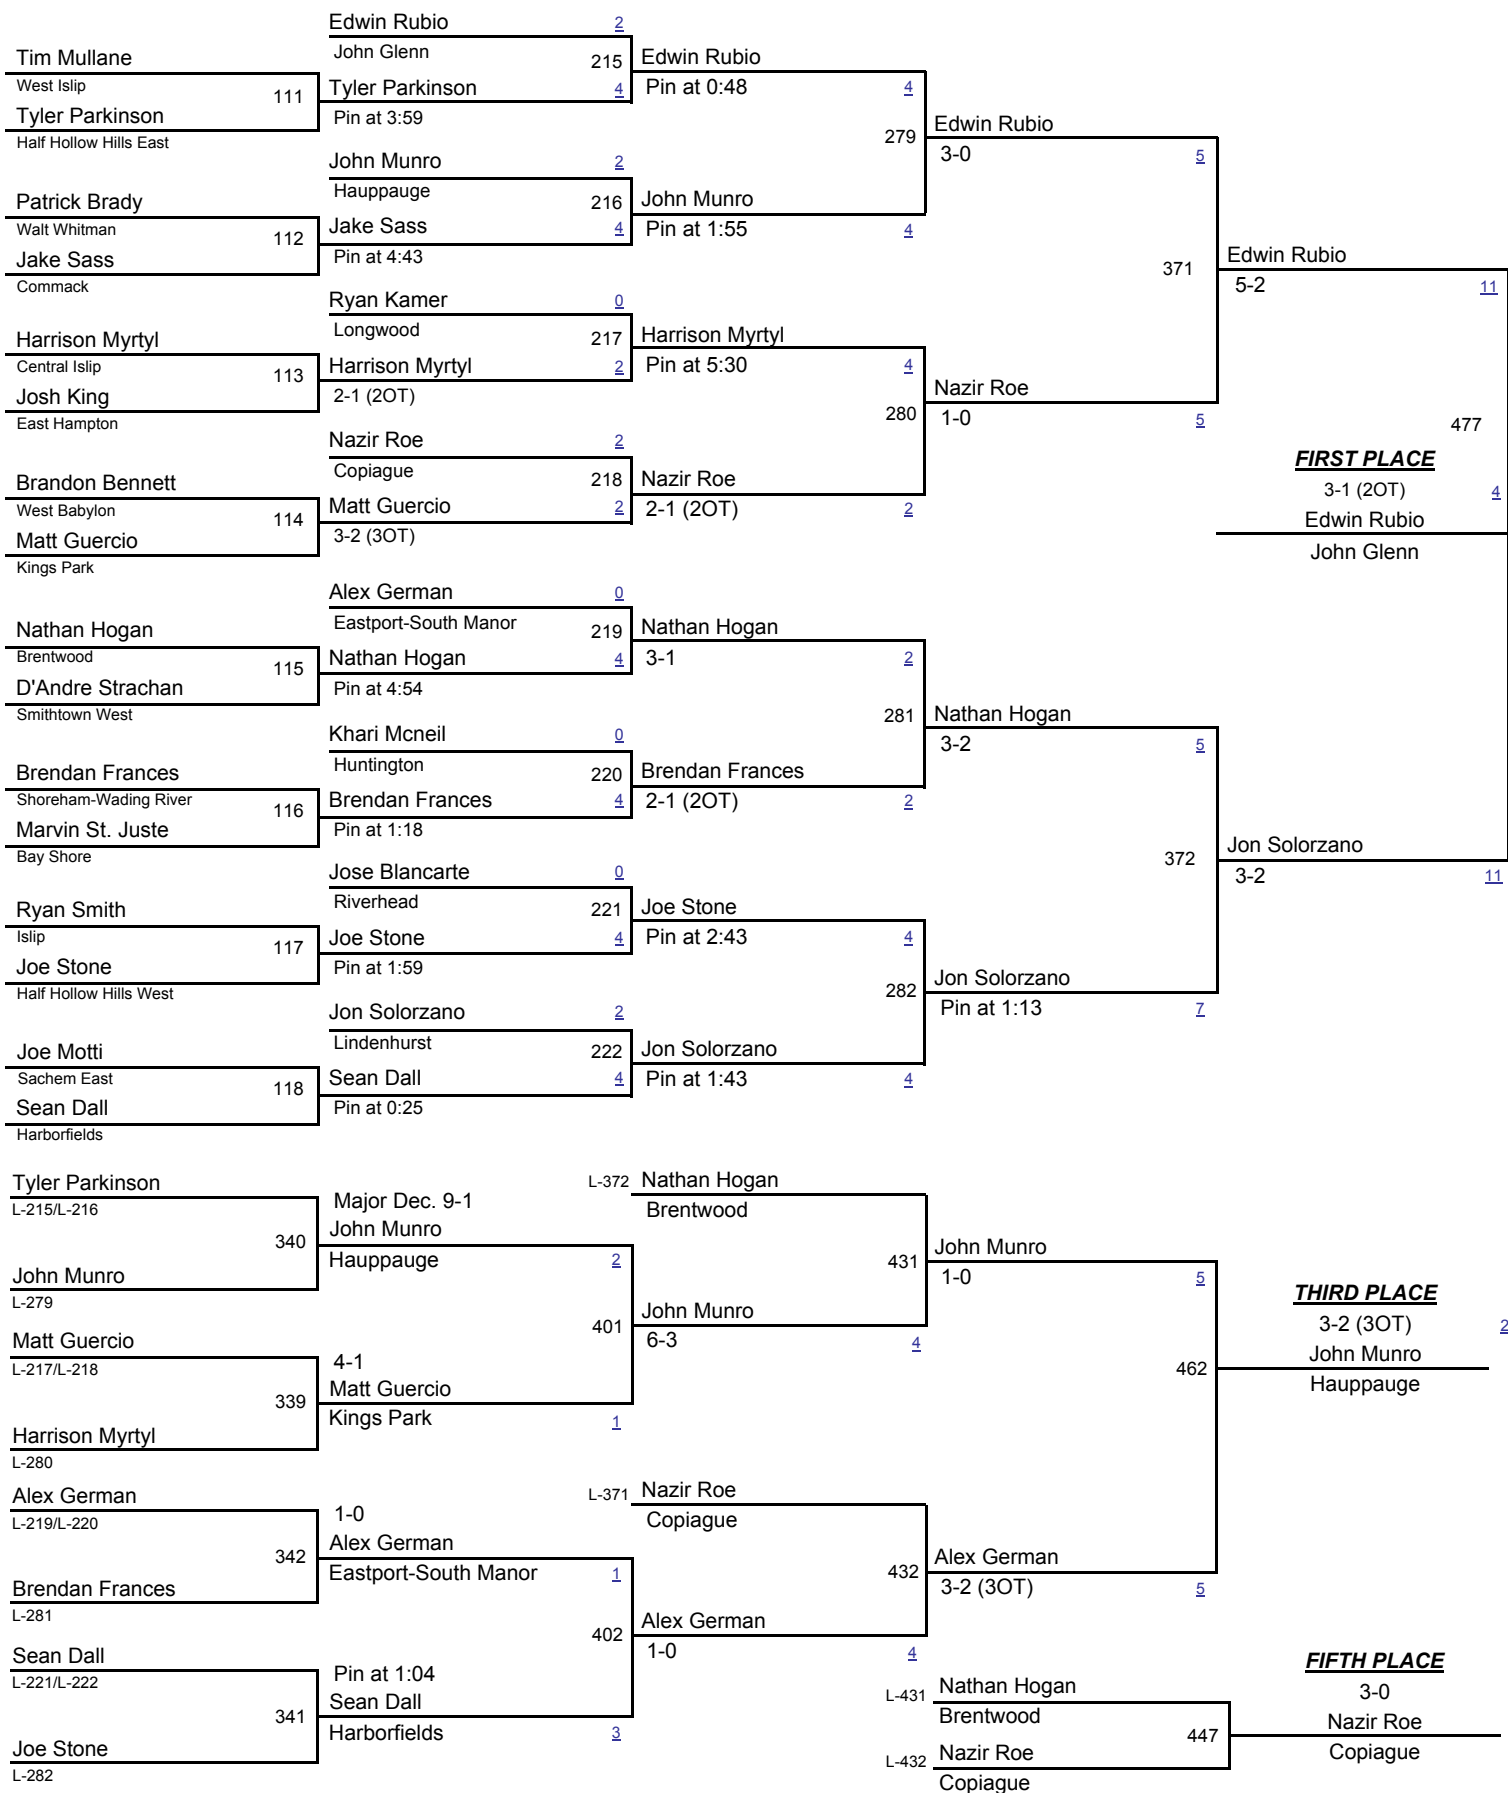 Edwin Rubio 2
John Glenn
215
Tim Mullane
West Islip
111
Tyler Parkinson
Half Hollow Hills East
Tyler Parkinson 4
Pin at 3:59
Edwin Rubio
Pin at 0:48 4
279
Edwin Rubio
3-0 5
John Munro 2
Hauppauge
216
Patrick Brady
Walt Whitman
112
Jake Sass
Commack
Jake Sass 4
Pin at 4:43
John Munro
Pin at 1:55 4
371
Edwin Rubio
5-2 11
Ryan Kamer 0
Longwood
217
Harrison Myrtyl
Central Islip
113
Josh King
East Hampton
Harrison Myrtyl 2
2-1 (2OT)
Harrison Myrtyl
Pin at 5:30 4
280
Nazir Roe
1-0 5
477
Nazir Roe 2
Copiague
218
Brandon Bennett
West Babylon
114
Matt Guercio
Kings Park
Matt Guercio 2
3-2 (3OT)
Nazir Roe
2-1 (2OT) 2
FIRST PLACE
3-1 (2OT) 4
Edwin Rubio
John Glenn
Alex German 0
Eastport-South Manor
219
Nathan Hogan
Brentwood
115
D'Andre Strachan
Smithtown West
Nathan Hogan 4
Pin at 4:54
Nathan Hogan
3-1 2
281
Nathan Hogan
3-2 5
Khari Mcneil 0
Huntington
220
Brendan Frances
Shoreham-Wading River
116
Marvin St. Juste
Bay Shore
Brendan Frances 4
Pin at 1:18
Brendan Frances
2-1 (2OT) 2
372
Jon Solorzano
3-2 11
Jose Blancarte 0
Riverhead
221
Ryan Smith
Islip
117
Joe Stone
Half Hollow Hills West
Joe Stone 4
Pin at 1:59
Joe Stone
Pin at 2:43 4
282
Jon Solorzano
Pin at 1:13 7
Jon Solorzano 2
Lindenhurst
222
Joe Motti
Sachem East
118
Sean Dall
Harborfields
Sean Dall 4
Pin at 0:25
Jon Solorzano
Pin at 1:43 4
Tyler Parkinson
L-215/L-216
340
John Munro
L-279
Major Dec. 9-1
John Munro
Hauppauge 2
401
L-372 Nathan Hogan
Brentwood
431
John Munro
1-0 5
John Munro
6-3 4
Matt Guercio
L-217/L-218
339
Harrison Myrtyl
L-280
4-1
Matt Guercio
Kings Park 1
462
THIRD PLACE
3-2 (3OT) 2
John Munro
Hauppauge
Alex German
L-219/L-220
342
Brendan Frances
L-281
1-0
Alex German
Eastport-South Manor 1
402
L-371 Nazir Roe
Copiague
432
Alex German
3-2 (3OT) 5
Alex German
1-0 4
Sean Dall
L-221/L-222
341
Joe Stone
L-282
Pin at 1:04
Sean Dall
Harborfields 3
L-431 Nathan Hogan
Brentwood
447
L-432 Nazir Roe
Copiague
FIFTH PLACE
3-0
Nazir Roe
Copiague